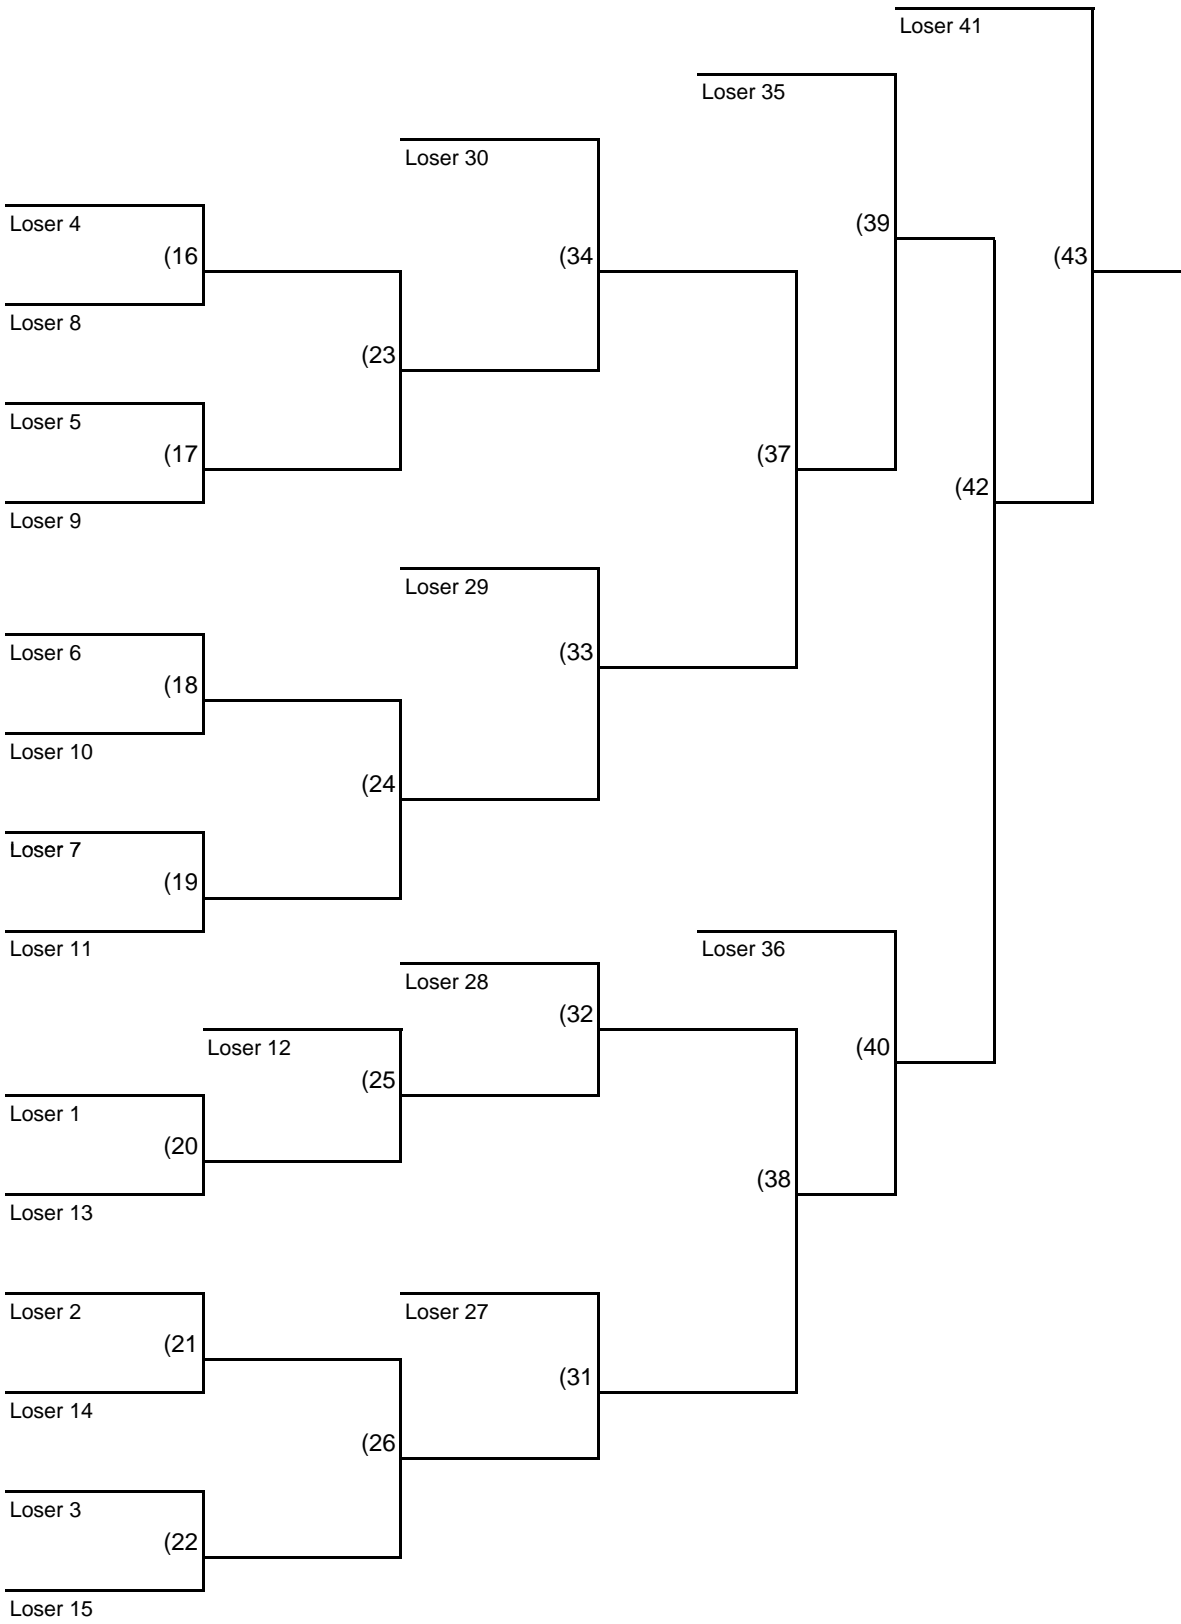 Loser 41
Loser 35
Loser 30
Loser 4
(16
(34
(39
(43
Loser 8
(23
Loser 5
(17
(37
(42
Loser 9
Loser 29
Loser 6
(18
(33
Loser 10
(24
Loser 7
(19
Loser 11
Loser 36
Loser 28
(32
Loser 12
(40
(25
Loser 1
(20
(38
Loser 13
Loser 2
Loser 27
(21
(31
Loser 14
(26
Loser 3
(22
Loser 15